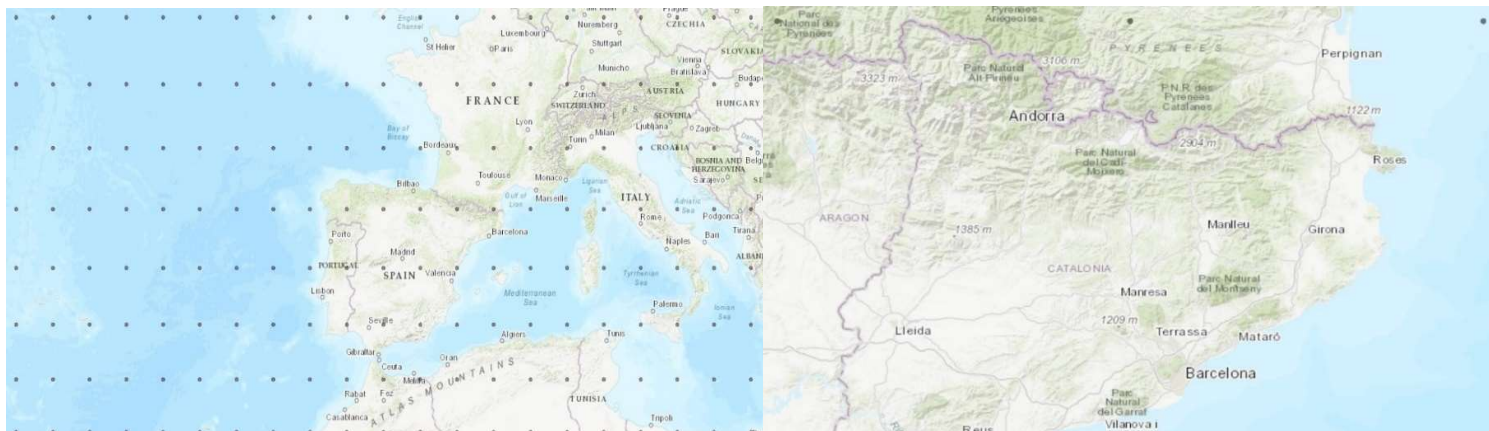 English
Channel
Luxembourg
Nuremberg
Prague
CZECHIA
St Helier
Paris
Stuttgart
SLOVAKIA
Munich
Vienna
Bratislava
Zurich
AUSTRIA
FRANCE
SWITZERLAND
HUNGARY
ALPS
Lyon
Ljubljana
SLOVENIA
Zagreb
Bay of
Biscay
Turin
Milan
Bordeaux
CROATIA
BOSNIA AND
HERZEGOVINA
Belg
Toulouse
Monaco
Ligurian
Sea
Sarajevo
Bilbao
Marseille
Gulf of
Lion
ITALY
Adriatic
Sea
Podgorica
Rome
Porto
Barcelona
Bari
Tirana
Madrid
Naples
PORTUGAL
SPAIN
Valencia
Tyrrhenian
Sea
Lisbon
Mediterranean
Sea
Palermo
Ionian
Sea
Seville
Algiers
Tunis
Gibraltar
Ceuta
Oran
Melilla
Rabat
Fez
ATLAS MOUNTAINS
TUNISIA
Casablanca
Tripoli
Parc
National des
Pyrénées
Pyrénées
Ariégeoises
PYRENEES
Perpignan
3106 m
3323 m
Parc Natural
Alt Pirineu
P.N.R. des
Pyrénées
Catalanes
Andorra
1122 m
2904 m
Parc Natural
del Cadí
Moixeró
Roses
ARAGON
Manlleu
1385 m
Girona
CATALONIA
Parc Natural
del Montseny
Manresa
1209 m
Lleida
Terrassa
Mataró
Barcelona
Parc
Natural
del Garraf
Reus
Vilanova i